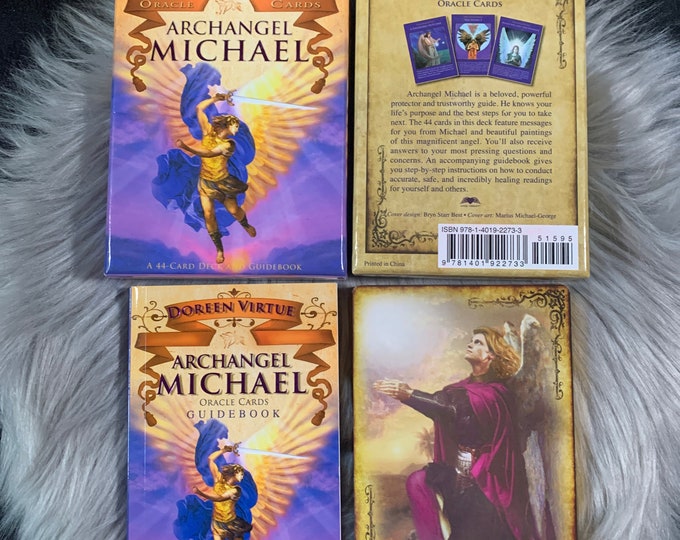 ORACLE CARDS
ARCHANGEL
MICHAEL
A 44-CARD DECK AND GUIDEBOOK
ORACLE CARDS
Archangel Michael is a beloved, powerful
protector and trustworthy guide. He knows your
life's purpose and the best steps for you to take
next. The 44 cards in this deck feature messages
for you from Michael and beautiful paintings
of this magnificent angel. You'll also receive
answers to your most pressing questions and
concerns. An accompanying guidebook gives
you step-by-step instructions on how to conduct
accurate, safe, and incredibly healing readings
for yourself and others.
Cover design: Bryn Starr Best • Cover art: Marius Michael-George
ISBN 978-1-4019-2273-3
51595
9781401922733
Printed in China
DOREEN VIRTUE
ARCHANGEL
MICHAEL
ORACLE CARDS
GUIDEBOOK